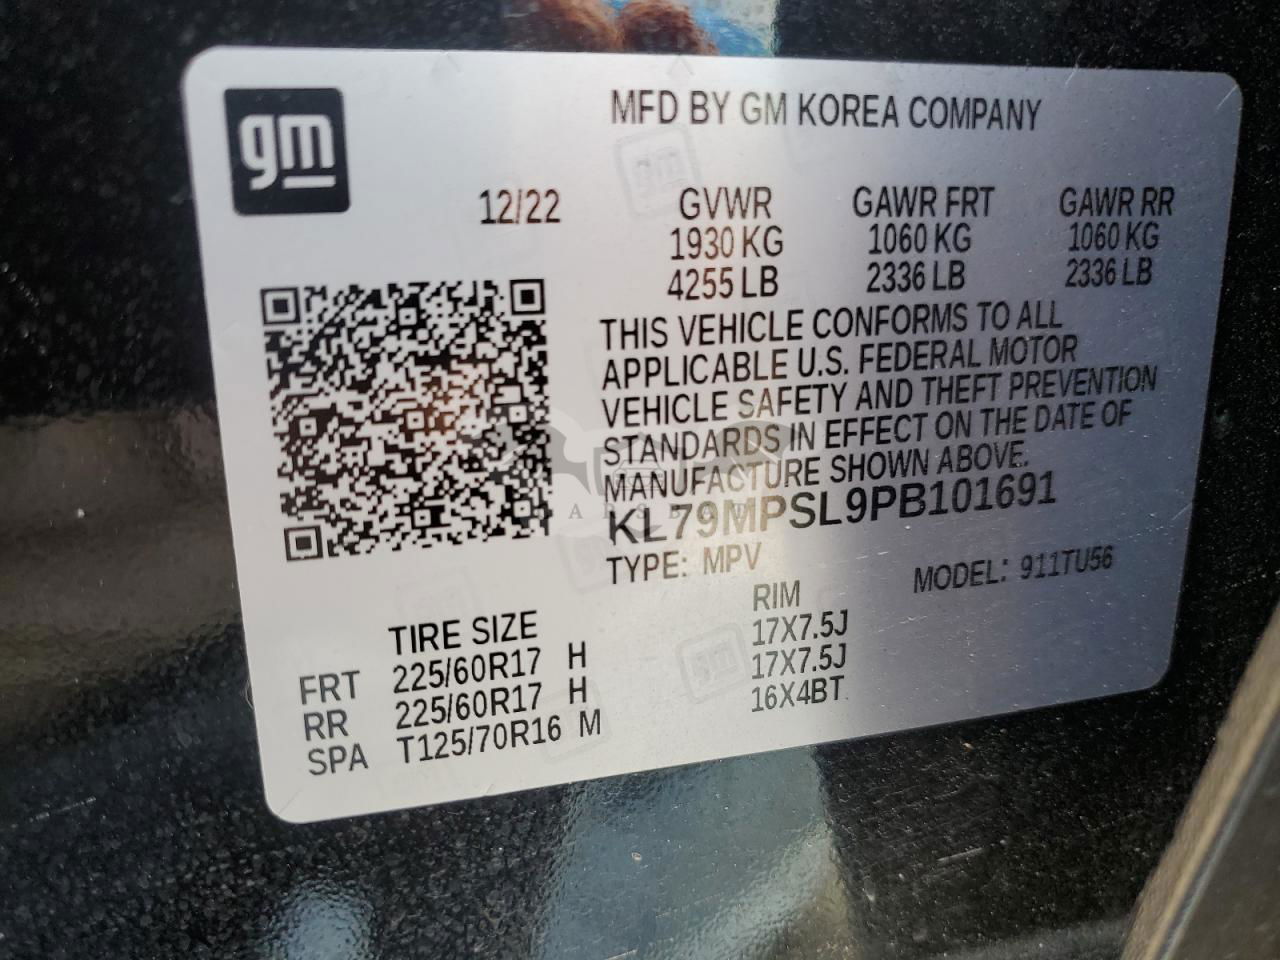 gm
MFD BY GM KOREA COMPANY
12/22
GVWR GAWR FRT GAWR RR
1930 KG 1060 KG 1060 KG
4255 LB 2336 LB 2336 LB
THIS VEHICLE CONFORMS TO ALL
APPLICABLE U.S. FEDERAL MOTOR
VEHICLE SAFETY AND THEFT PREVENTION
STANDARDS IN EFFECT ON THE DATE OF
MANUFACTURE SHOWN ABOVE.
KL79MPSL9PB101691
TYPE: MPV MODEL: 911TU56
TIRE SIZE RIM
FRT 225/60R17 H 17X7.5J
RR 225/60R17 H 17X7.5J
SPA T125/70R16 M 16X4BT